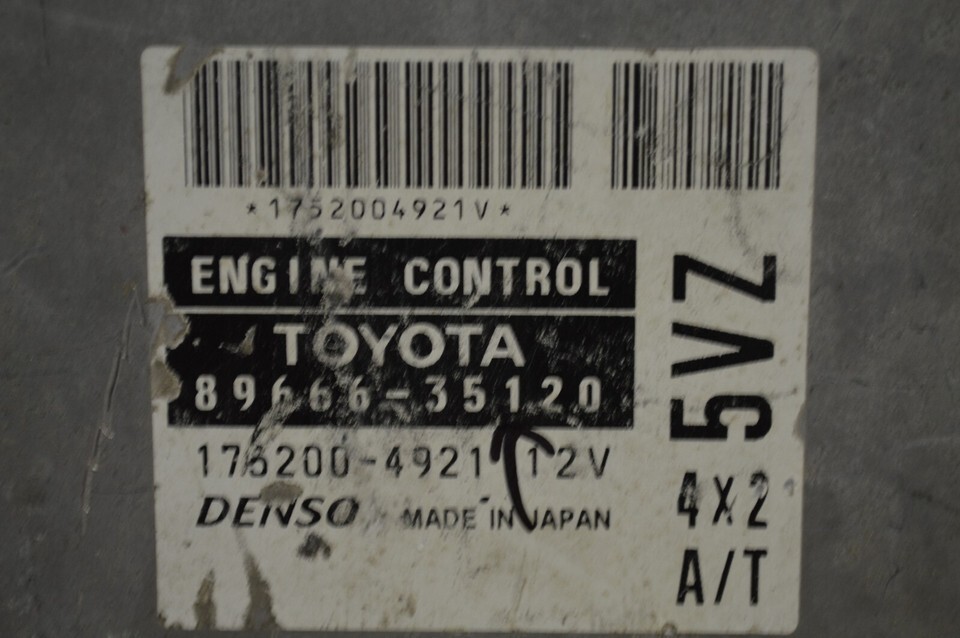 *1752004921V*
ENGINE CONTROL
TOYOTA
89666-35120
175200-4921 12V
DENSO MADE IN JAPAN
5VZ
4X2
A/T